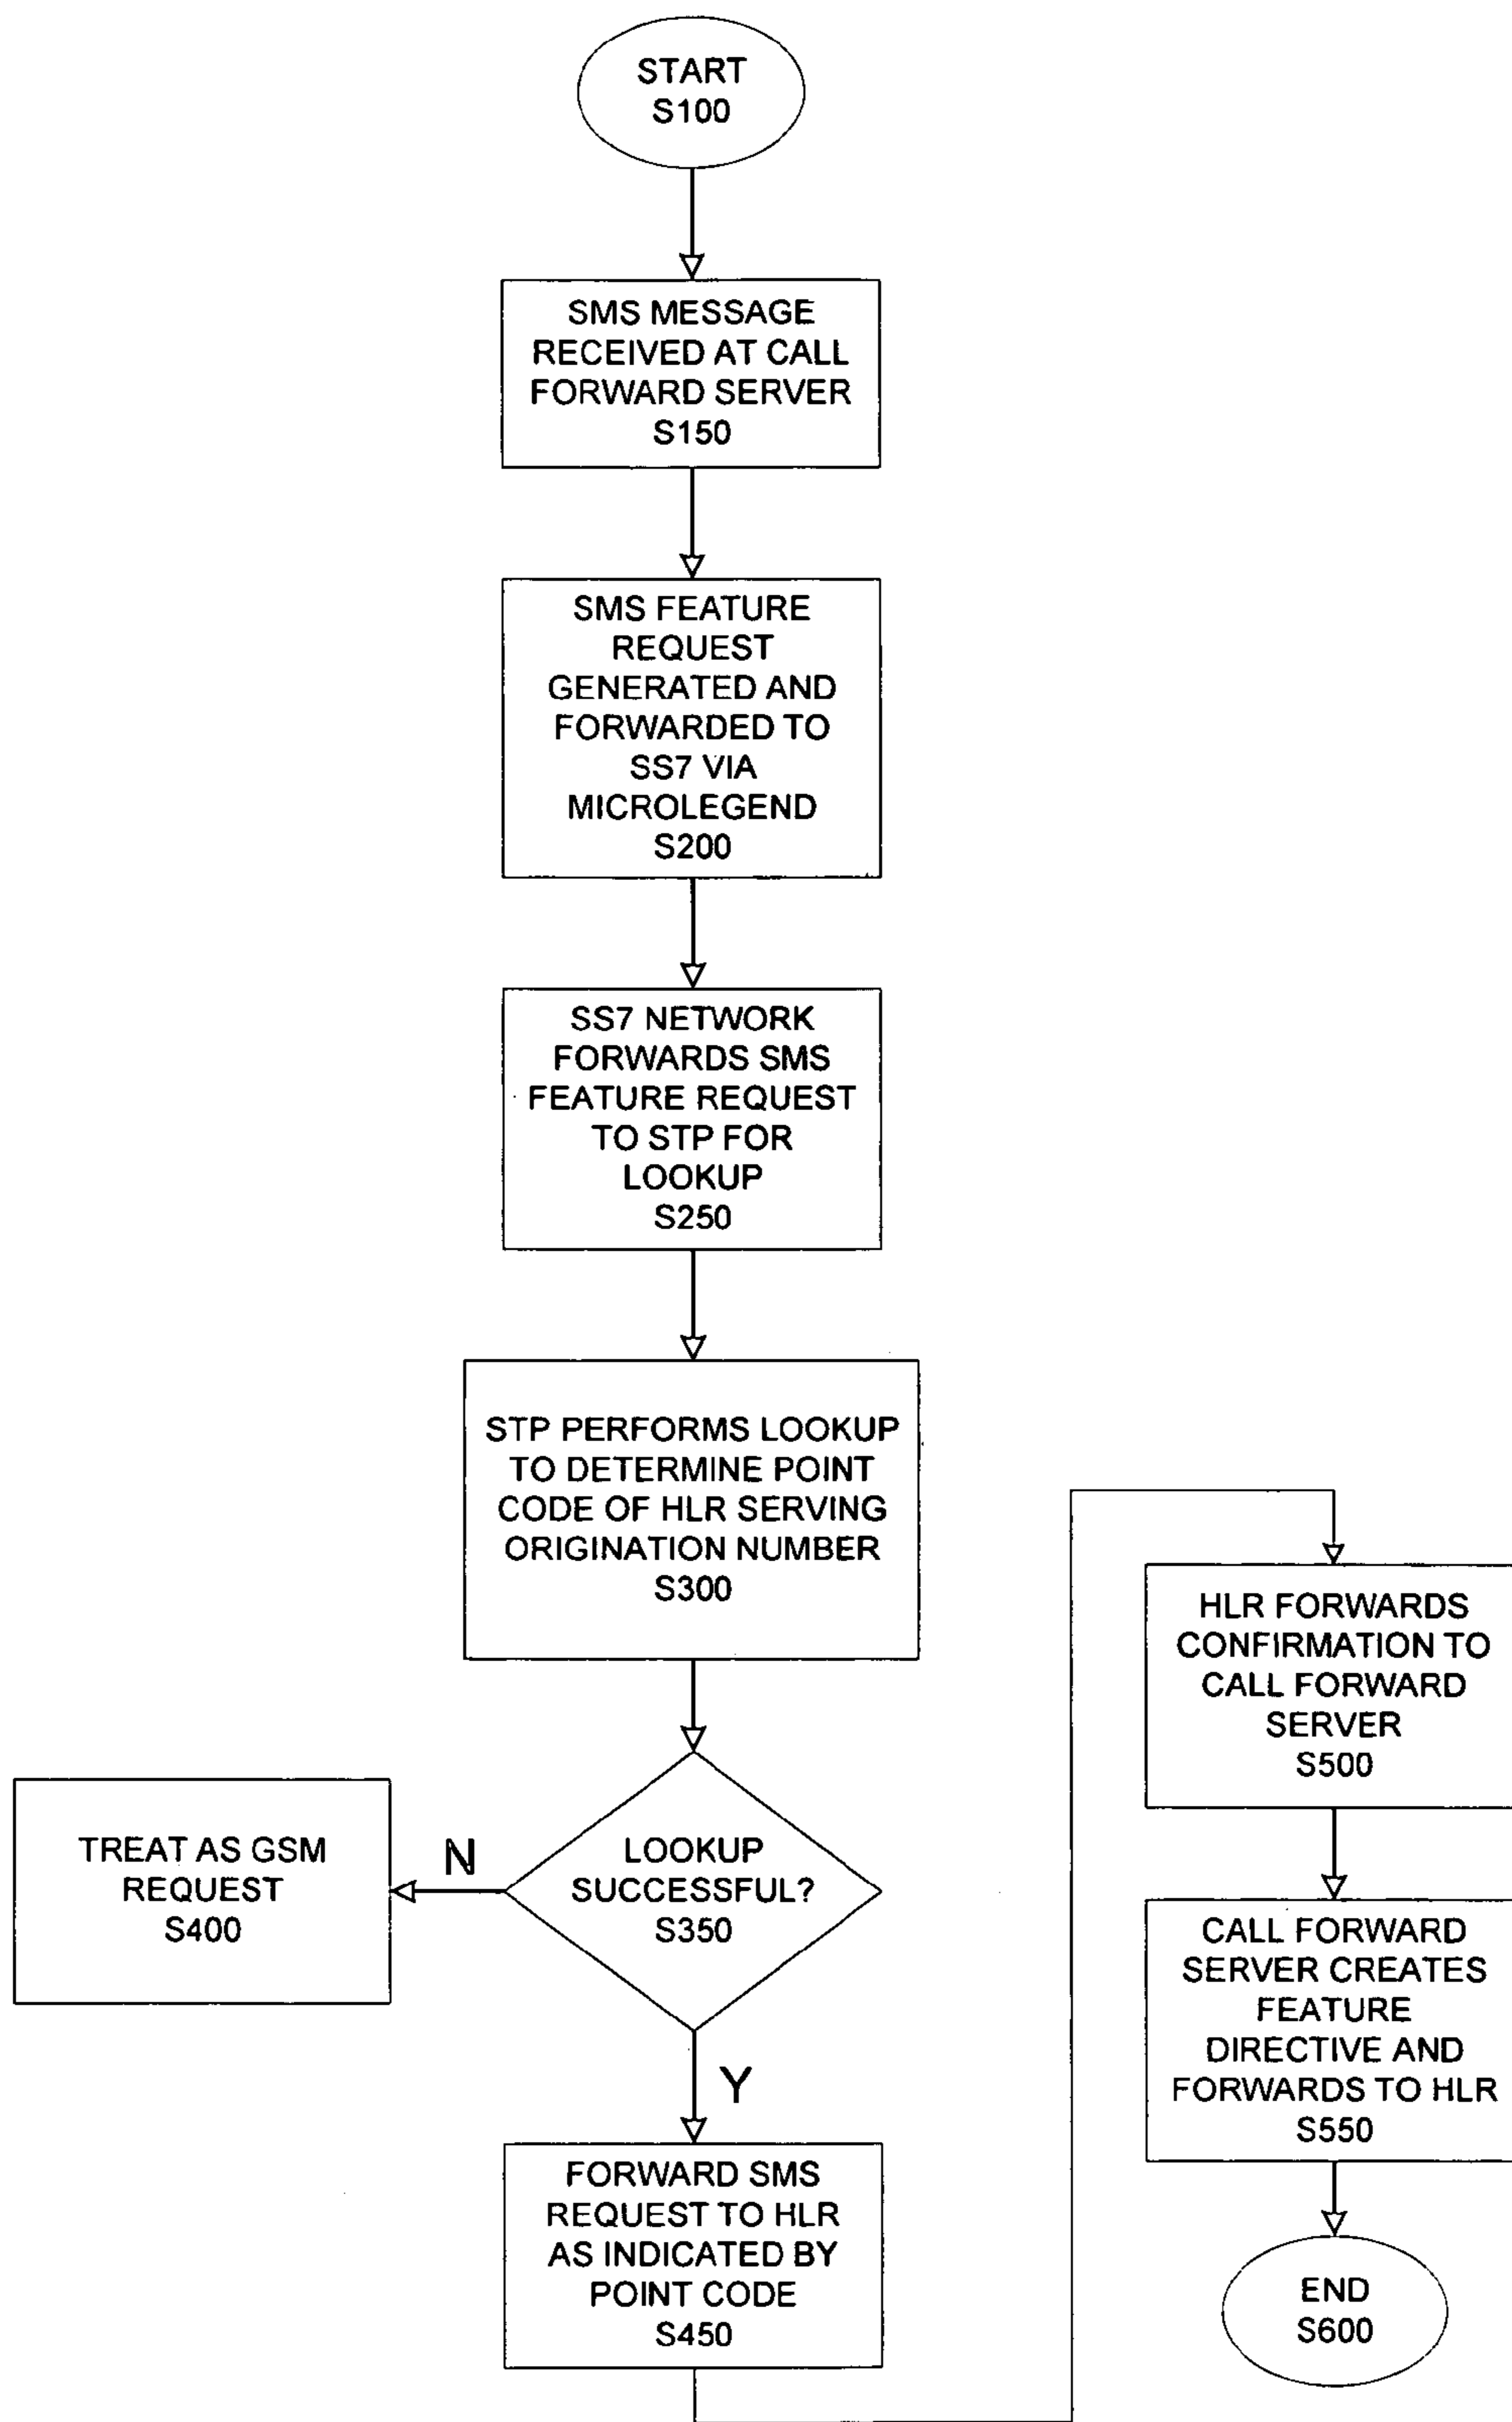 START
S100
SMS MESSAGE
RECEIVED AT CALL
FORWARD SERVER
S150
SMS FEATURE
REQUEST
GENERATED AND
FORWARDED TO
SS7 VIA
MICROLEGEND
S200
SS7 NETWORK
FORWARDS SMS
FEATURE REQUEST
TO STP FOR
LOOKUP
S250
STP PERFORMS LOOKUP
TO DETERMINE POINT
CODE OF HLR SERVING
ORIGINATION NUMBER
S300
LOOKUP
SUCCESSFUL?
S350
N
TREAT AS GSM
REQUEST
S400
Y
FORWARD SMS
REQUEST TO HLR
AS INDICATED BY
POINT CODE
S450
HLR FORWARDS
CONFIRMATION TO
CALL FORWARD
SERVER
S500
CALL FORWARD
SERVER CREATES
FEATURE
DIRECTIVE AND
FORWARDS TO HLR
S550
END
S600